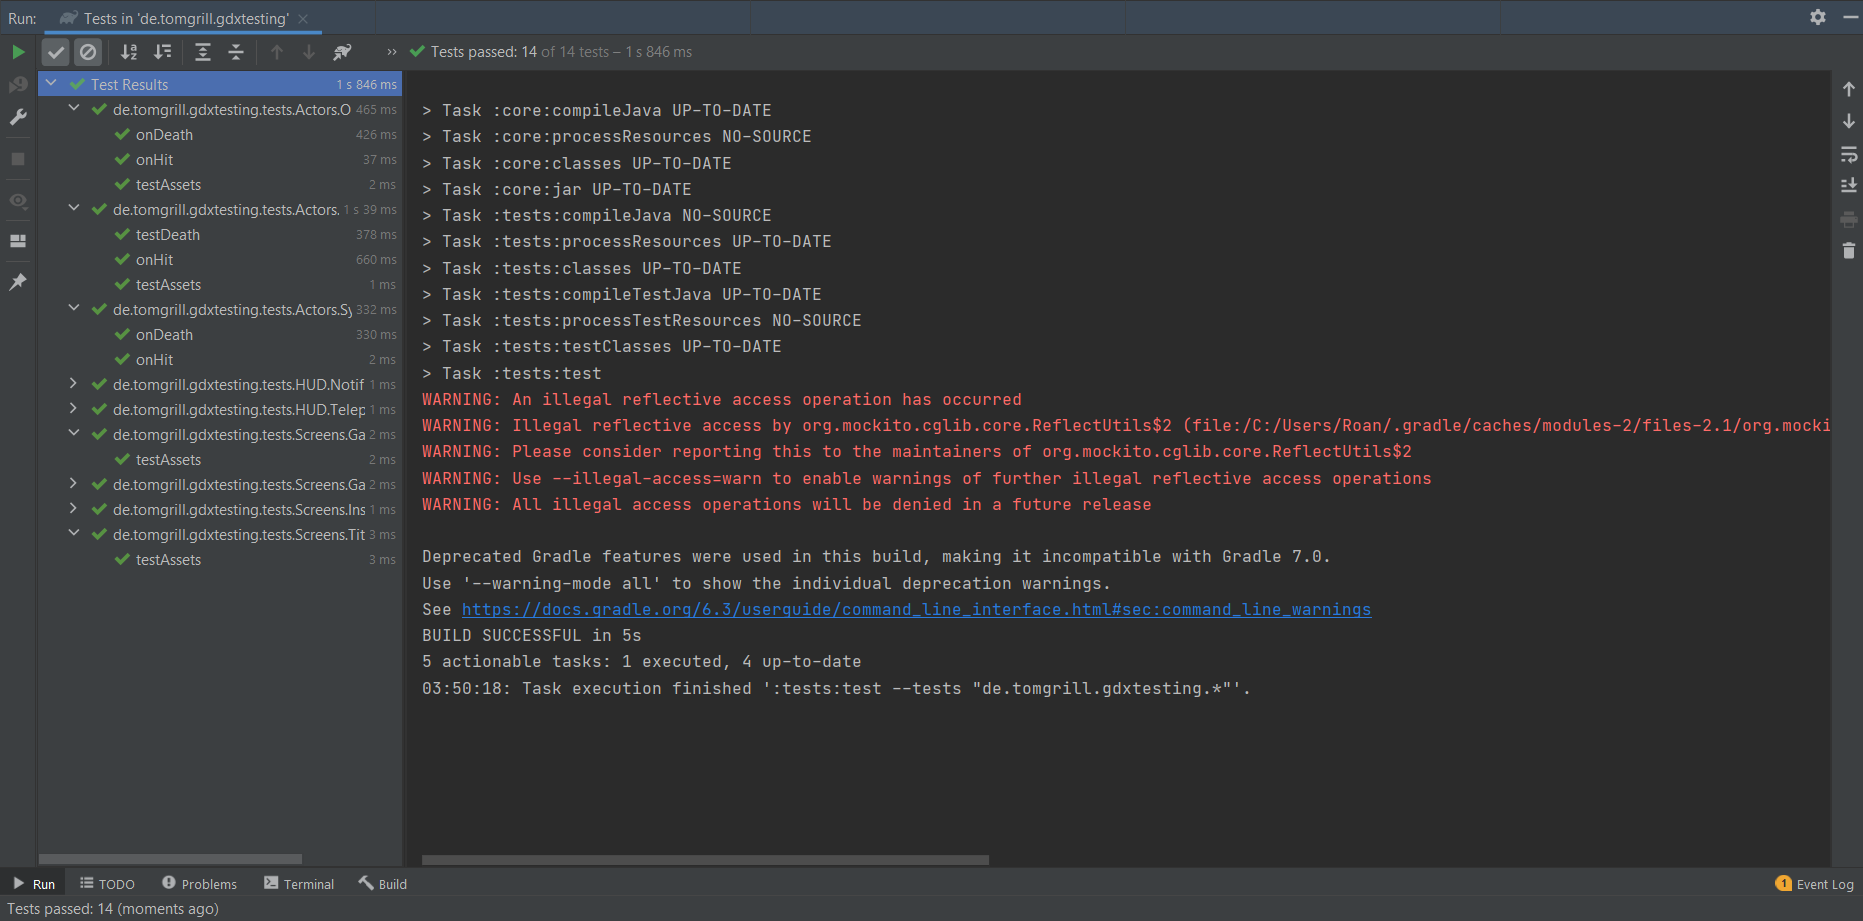 Run: Tests in 'de.tomgrill.gdxtesting'
Tests passed: 14 of 14 tests – 1 s 846 ms
Test Results 1 s 846 ms
de.tomgrill.gdxtesting.tests.Actors.O 465 ms
onDeath 426 ms
onHit 37 ms
testAssets 2 ms
de.tomgrill.gdxtesting.tests.Actors. 1 s 39 ms
testDeath 378 ms
onHit 660 ms
testAssets 1 ms
de.tomgrill.gdxtesting.tests.Actors.Sy 332 ms
onDeath 330 ms
onHit 2 ms
de.tomgrill.gdxtesting.tests.HUD.Notif 1 ms
de.tomgrill.gdxtesting.tests.HUD.Telep 1 ms
de.tomgrill.gdxtesting.tests.Screens.Ga 2 ms
testAssets 2 ms
de.tomgrill.gdxtesting.tests.Screens.Ga 2 ms
de.tomgrill.gdxtesting.tests.Screens.Ins 1 ms
de.tomgrill.gdxtesting.tests.Screens.Tit 3 ms
testAssets 3 ms
> Task :core:compileJava UP-TO-DATE
> Task :core:processResources NO-SOURCE
> Task :core:classes UP-TO-DATE
> Task :core:jar UP-TO-DATE
> Task :tests:compileJava NO-SOURCE
> Task :tests:processResources UP-TO-DATE
> Task :tests:classes UP-TO-DATE
> Task :tests:compileTestJava UP-TO-DATE
> Task :tests:processTestResources NO-SOURCE
> Task :tests:testClasses UP-TO-DATE
> Task :tests:test
WARNING: An illegal reflective access operation has occurred
WARNING: Illegal reflective access by org.mockito.cglib.core.ReflectUtils$2 (file:/C:/Users/Roan/.gradle/caches/modules-2/files-2.1/org.mocki
WARNING: Please consider reporting this to the maintainers of org.mockito.cglib.core.ReflectUtils$2
WARNING: Use --illegal-access=warn to enable warnings of further illegal reflective access operations
WARNING: All illegal access operations will be denied in a future release
Deprecated Gradle features were used in this build, making it incompatible with Gradle 7.0.
Use '--warning-mode all' to show the individual deprecation warnings.
See https://docs.gradle.org/6.3/userguide/command_line_interface.html#sec:command_line_warnings
BUILD SUCCESSFUL in 5s
5 actionable tasks: 1 executed, 4 up-to-date
03:50:18: Task execution finished ':tests:test --tests "de.tomgrill.gdxtesting.*"'.
Run TODO Problems Terminal Build 1 Event Log
Tests passed: 14 (moments ago)